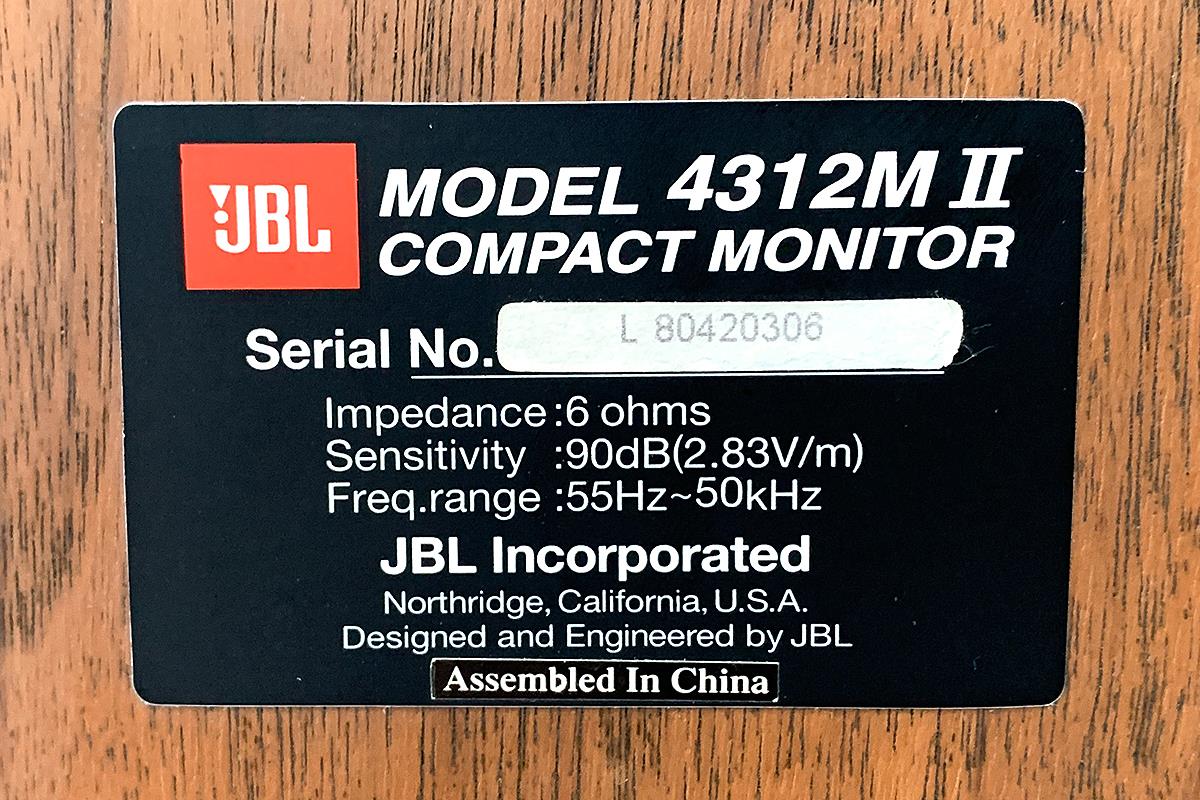 JBL
MODEL 4312M II
COMPACT MONITOR
Serial No. L 80420306
Impedance :6 ohms
Sensitivity :90dB(2.83V/m)
Freq.range :55Hz~50kHz
JBL Incorporated
Northridge, California, U.S.A.
Designed and Engineered by JBL
Assembled In China